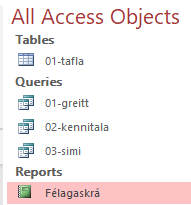 All Access Objects
Tables
01-tafla
Queries
01-greitt
02-kennitala
03-simi
Reports
Félagaskrá